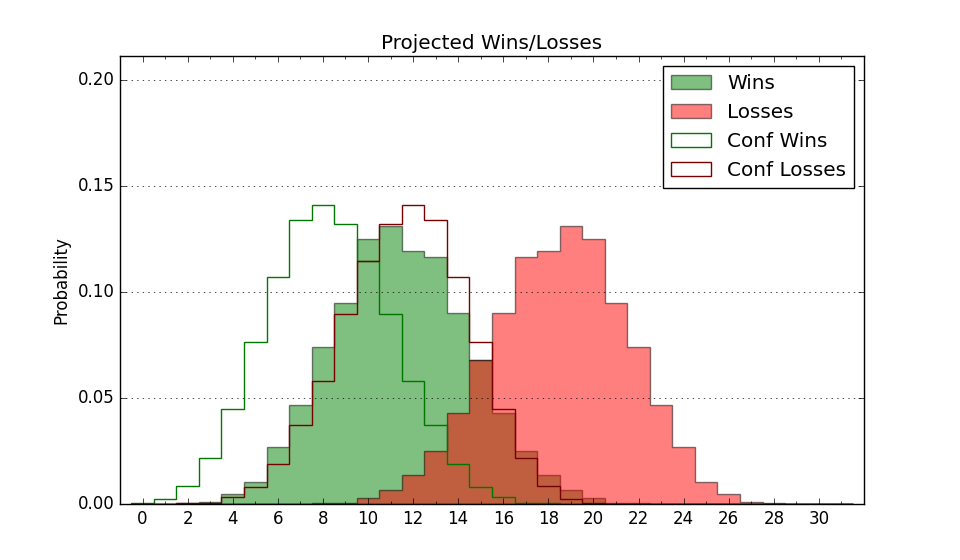 Projected Wins/Losses
Wins
Losses
Conf Wins
Conf Losses
Probability
0.20
0.15
0.10
0.05
0.00
0 2 4 6 8 10 12 14 16 18 20 22 24 26 28 30